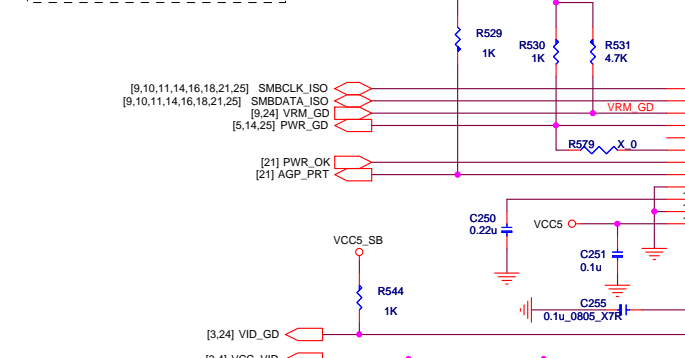 R529
1K
R530
1K
R531
4.7K
[9,10,11,14,16,18,21,25] SMBCLK_ISO
[9,10,11,14,16,18,21,25] SMBDATA_ISO
[9,24] VRM_GD
VRM_GD
[5,14,25] PWR_GD
R579 X_0
[21] PWR_OK
[21] AGP_PRT
C250
0.22u
VCC5
VCC5_SB
C251
0.1u
R544
1K
C255
0.1u_0805_X7R
[3,24] VID_GD